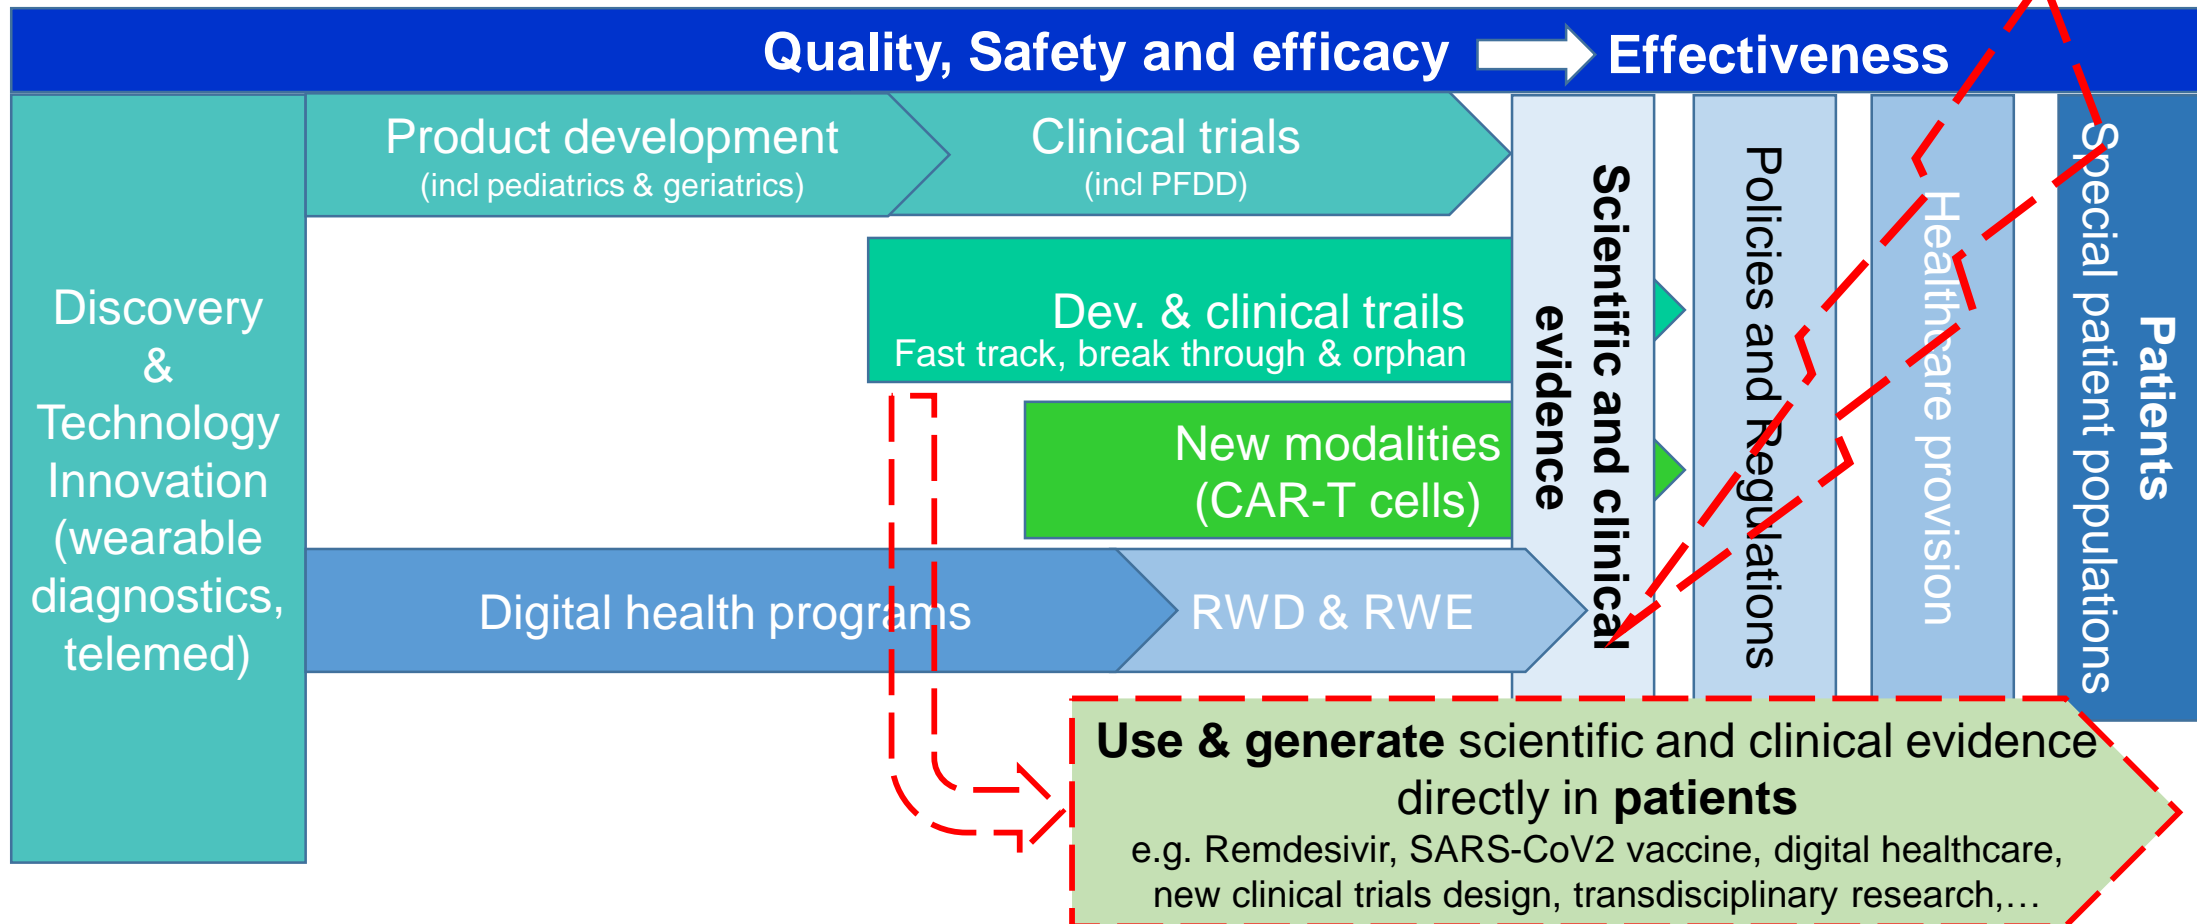 Quality, Safety and efficacy
Effectiveness
Discovery
&
Technology
Innovation
(wearable
diagnostics,
telemed)
Product development
(incl pediatrics & geriatrics)
Clinical trials
(incl PFDD)
Dev. & clinical trails
Fast track, break through & orphan
New modalities
(CAR-T cells)
Digital health programs
RWD & RWE
Scientific and clinical
evidence
Policies and Regulations
Healthcare provision
Patients
Special patient populations
Use & generate scientific and clinical evidence
directly in patients
e.g. Remdesivir, SARS-CoV2 vaccine, digital healthcare,
new clinical trials design, transdisciplinary research,…